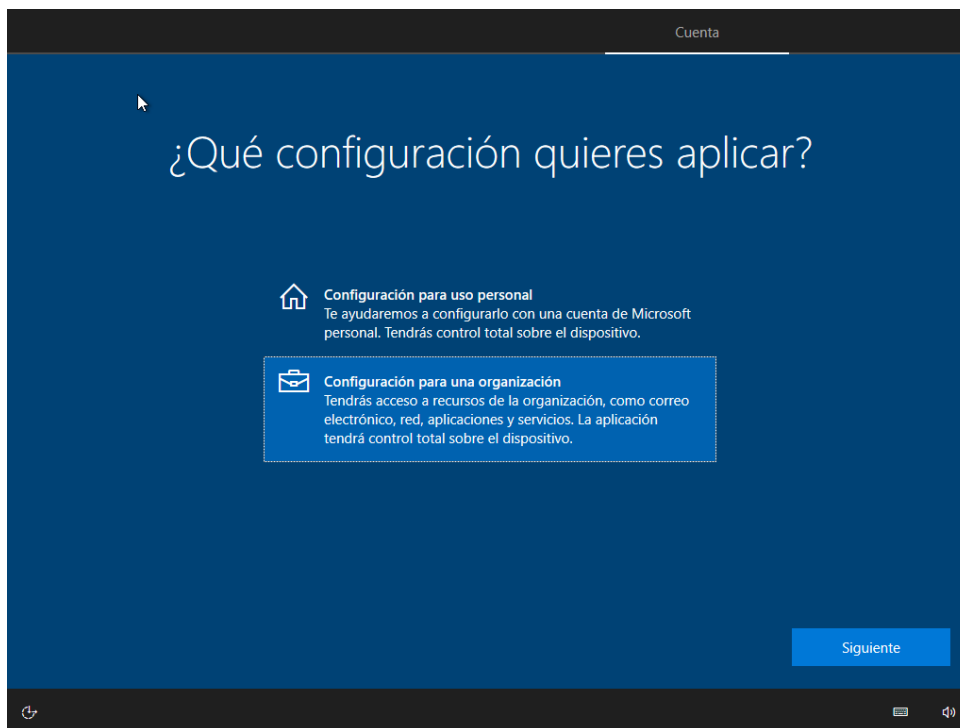 Cuenta
¿Qué configuración quieres aplicar?
Configuración para uso personal
Te ayudaremos a configurarlo con una cuenta de Microsoft
personal. Tendrás control total sobre el dispositivo.
Configuración para una organización
Tendrás acceso a recursos de la organización, como correo
electrónico, red, aplicaciones y servicios. La aplicación
tendrá control total sobre el dispositivo.
Siguiente